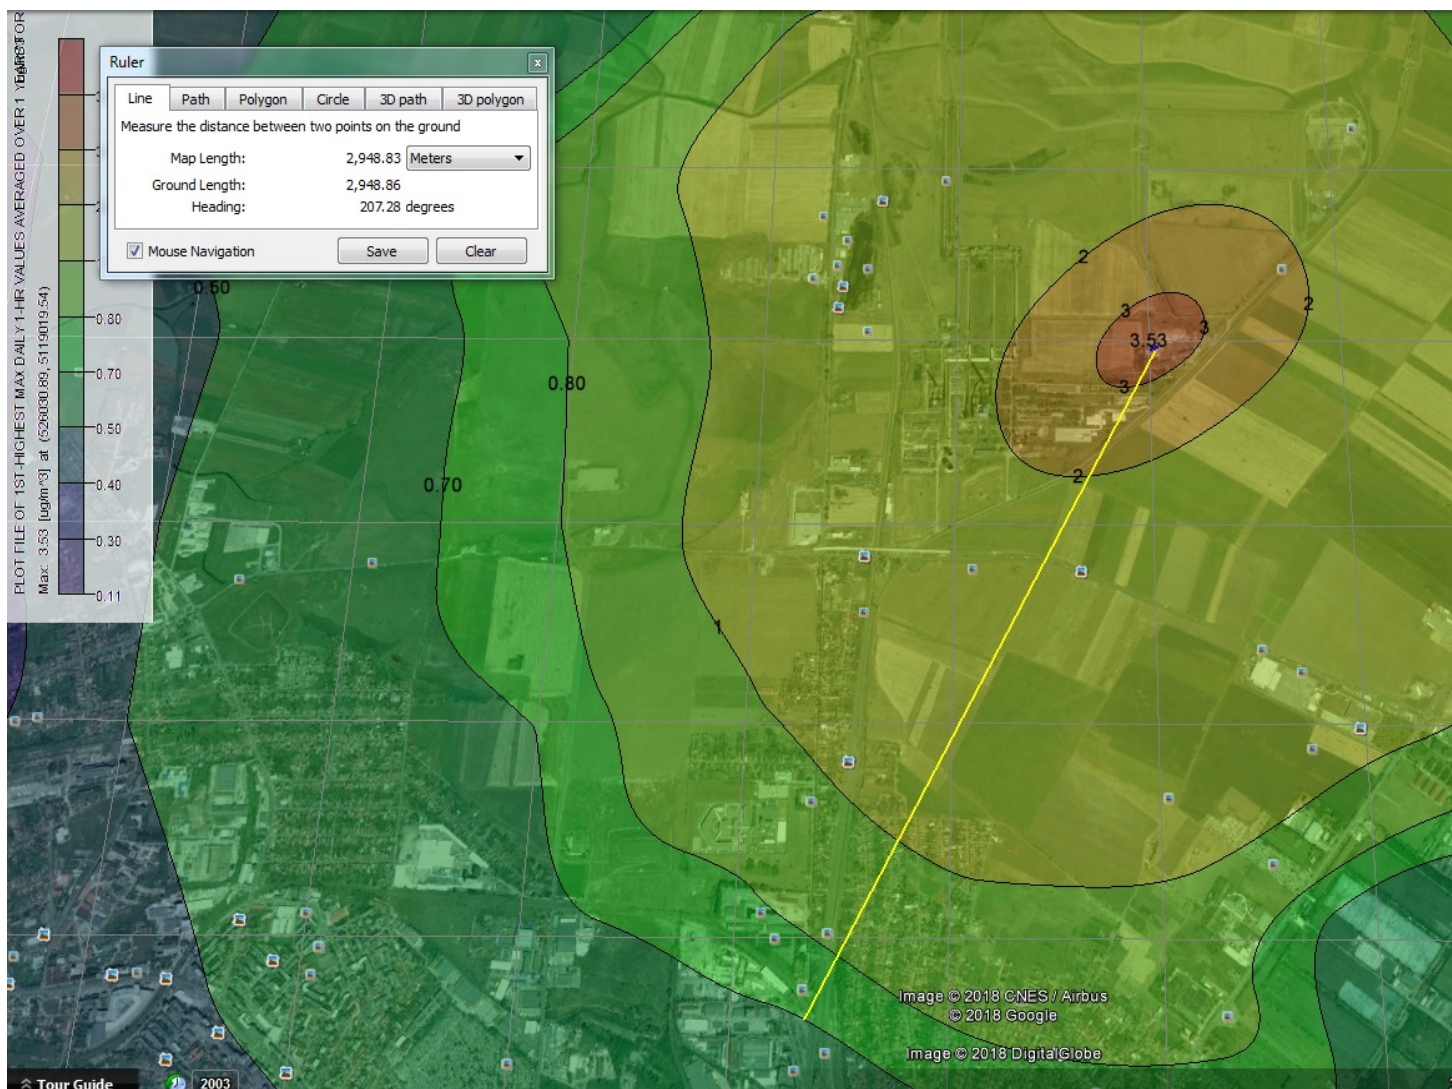 Ruler
Line Path Polygon Circle 3D path 3D polygon
Measure the distance between two points on the ground
Map Length: 2,948.83 Meters
Ground Length: 2,948.86
Heading: 207.28 degrees
Mouse Navigation Save Clear
PLOT FILE OF 1ST-HIGHEST MAX DAILY 1-HR VALUES AVERAGED OVER 1 YEARS
Max: 3.53 [ug/m^3] at (526030.89, 5119019.54)
0.80
0.70
0.50
0.40
0.30
0.11
0.50
0.80
0.70
1
2
2
2
3
3
3
3.53
Image © 2018 CNES / Airbus
© 2018 Google
Image © 2018 DigitalGlobe
Tour Guide
2003